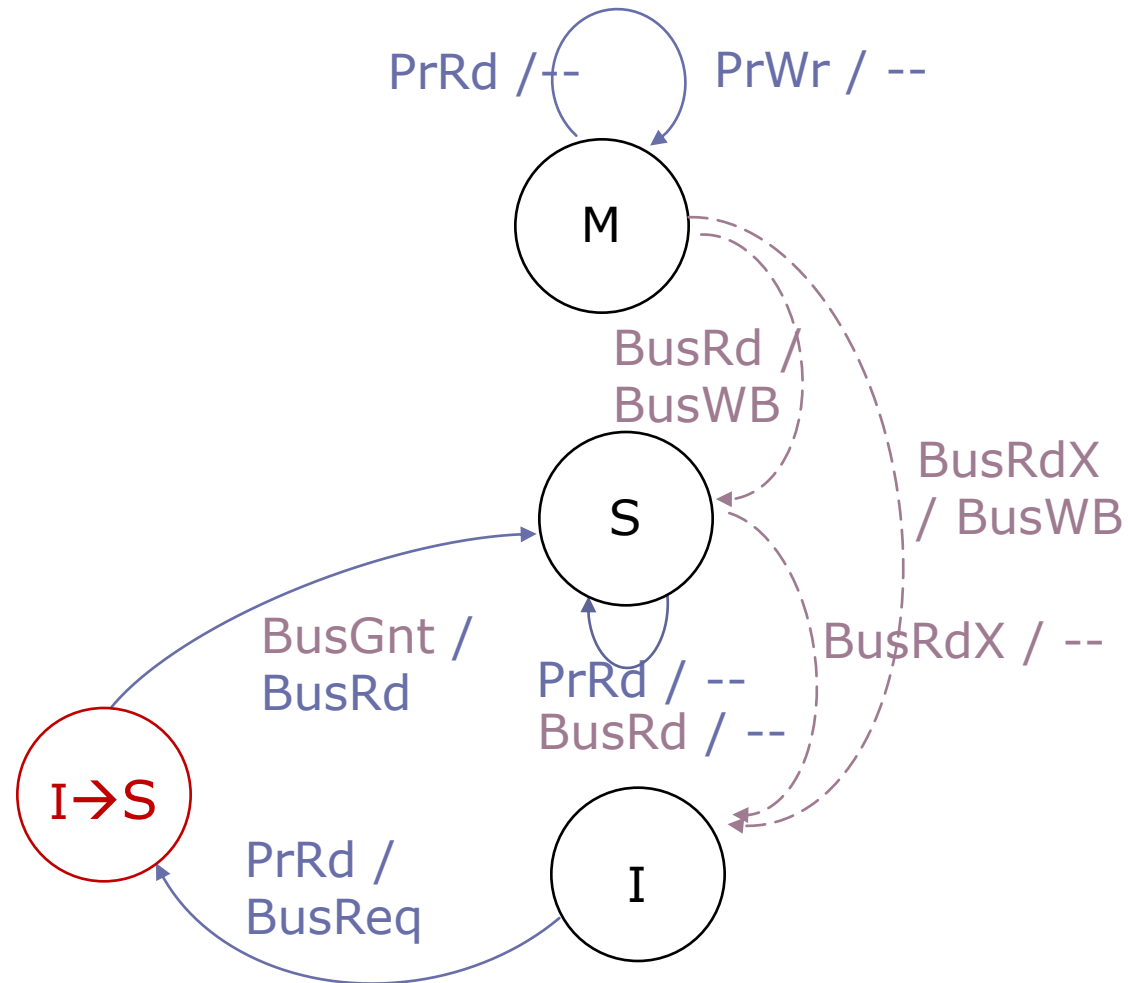 PrRd /--
PrWr / --
M
BusRd /
BusWB
BusRdX
/ BusWB
S
BusGnt /
BusRd
BusRdX / --
PrRd / --
BusRd / --
I→S
PrRd /
BusReq
I